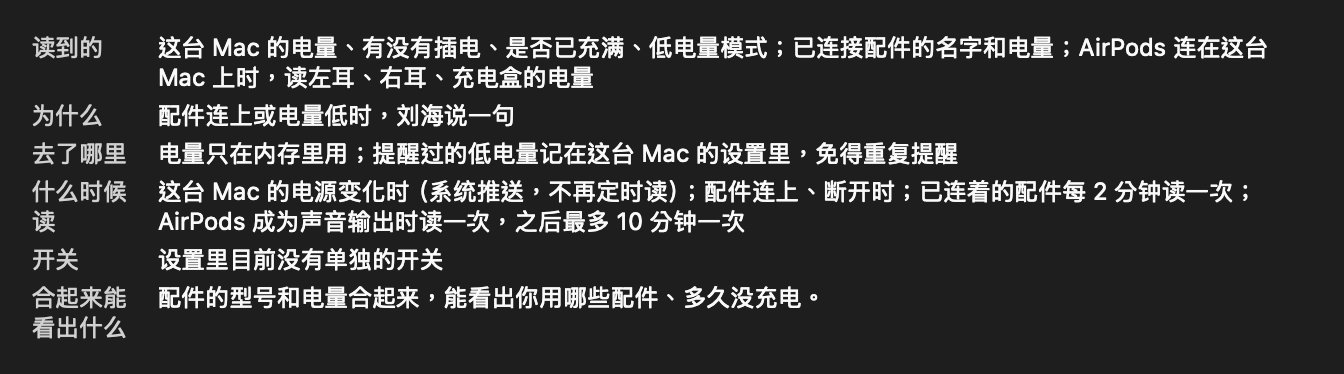 读到的
这台 Mac 的电量、有没有插电、是否已充满、低电量模式；已连接配件的名字和电量；AirPods 连在这台
Mac 上时，读左耳、右耳、充电盒的电量
为什么
配件连上或电量低时，刘海说一句
去了哪里
电量只在内存里用；提醒过的低电量记在这台 Mac 的设置里，免得重复提醒
什么时候
读
这台 Mac 的电源变化时（系统推送，不再定时读）；配件连上、断开时；已连着的配件每 2 分钟读一次；
AirPods 成为声音输出时读一次，之后最多 10 分钟一次
开关
设置里目前没有单独的开关
合起来能
看出什么
配件的型号和电量合起来，能看出你用哪些配件、多久没充电。